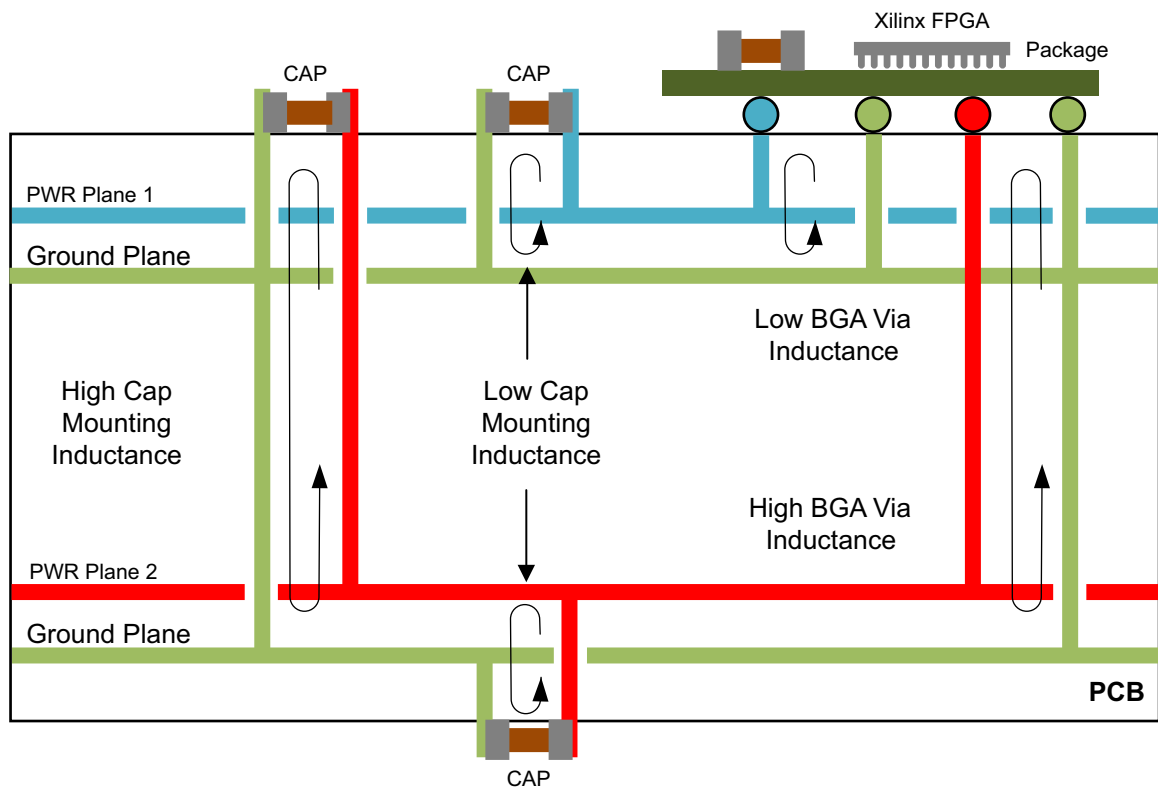 Xilinx FPGA
Package
CAP
CAP
PWR Plane 1
Ground Plane
Low BGA Via
Inductance
High Cap
Mounting
Inductance
Low Cap
Mounting
Inductance
High BGA Via
Inductance
PWR Plane 2
Ground Plane
PCB
CAP